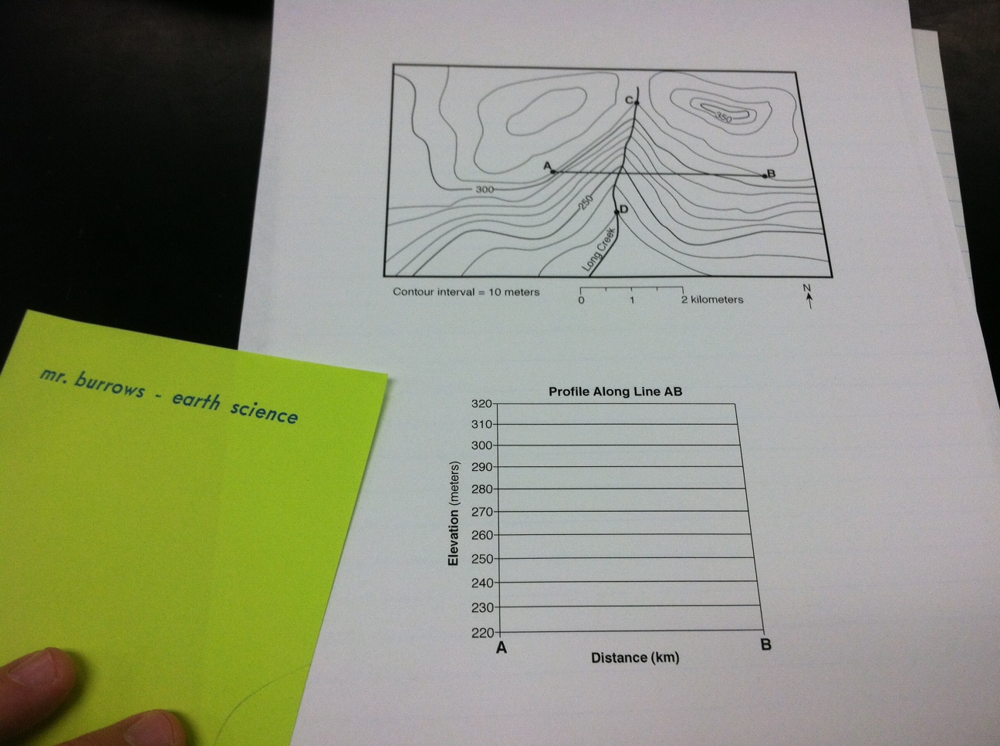 C
350
A
B
300
250
D
Long Creek
Contour interval = 10 meters
0 1 2 kilometers
N
mr. burrows - earth science
Profile Along Line AB
320
310
300
290
280
270
260
250
240
230
220
Elevation (meters)
A B
Distance (km)